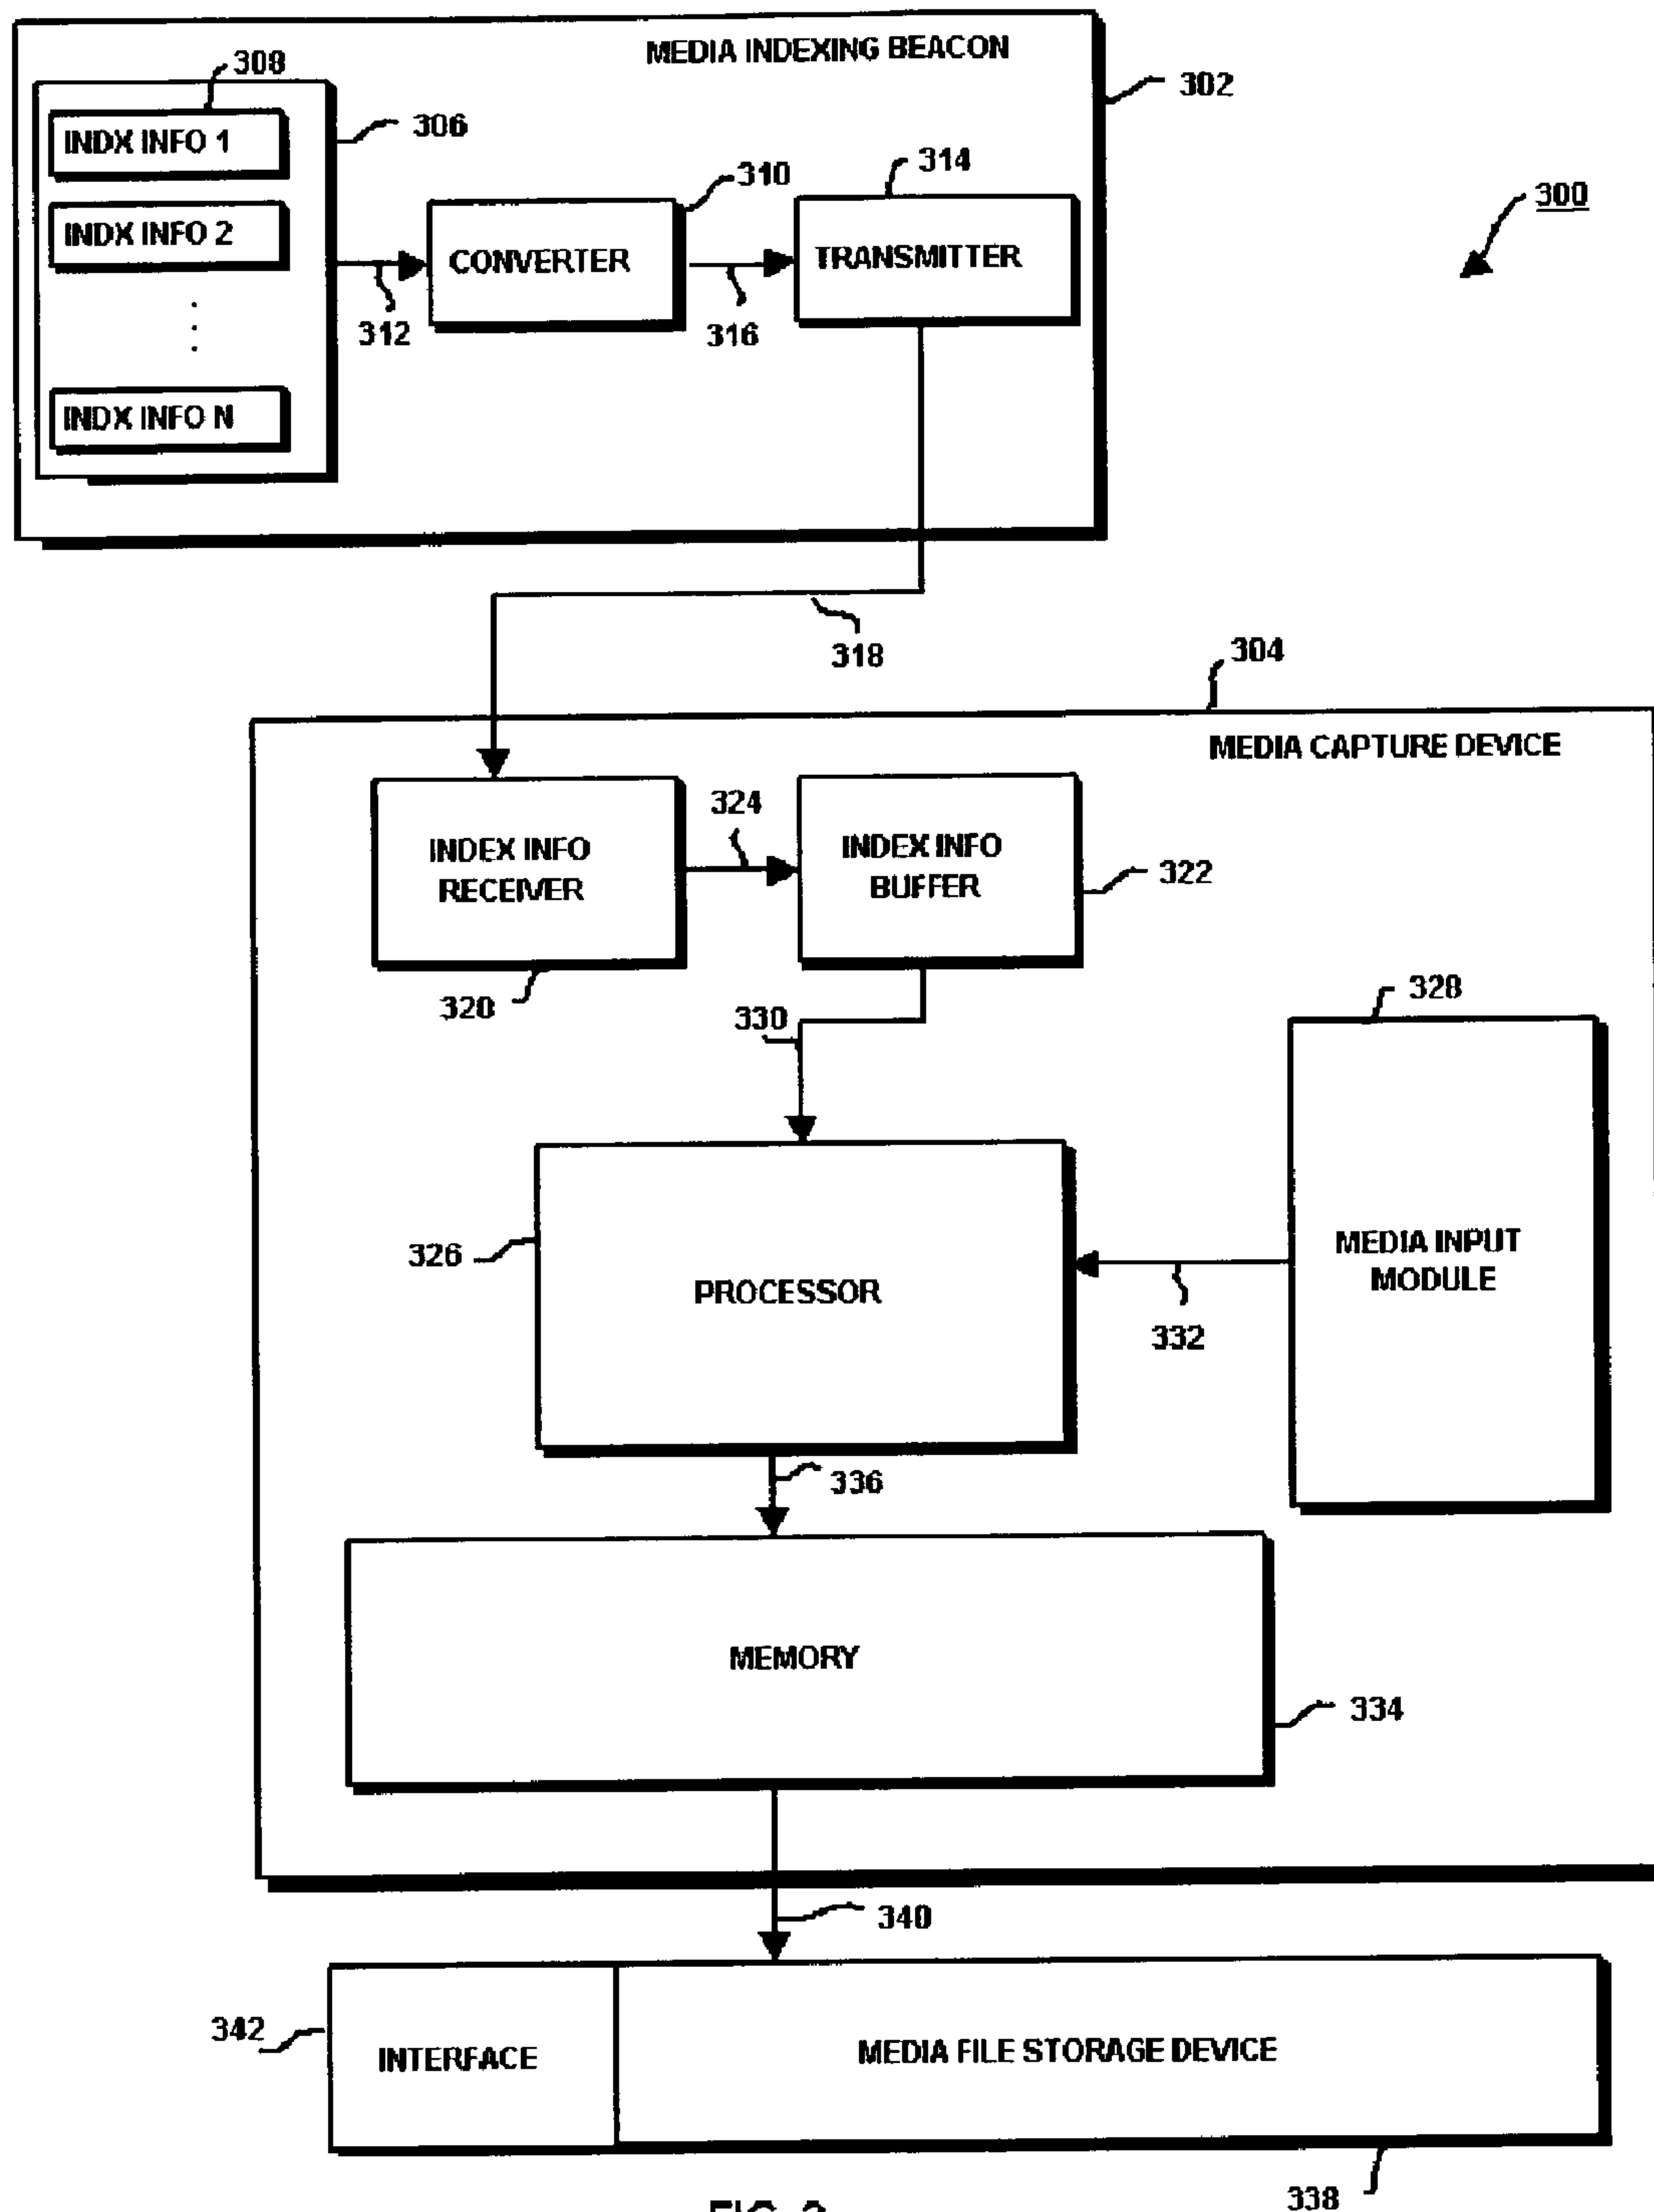 MEDIA INDEXING BEACON
308
302
INDX INFO 1
306
310
314
300
INDX INFO 2
CONVERTER
TRANSMITTER
312
316
INDX INFO N
318
304
MEDIA CAPTURE DEVICE
324
INDEX INFO
RECEIVER
INDEX INFO
BUFFER
322
320
330
328
326
PROCESSOR
MEDIA INPUT
MODULE
332
336
MEMORY
334
340
342
INTERFACE
MEDIA FILE STORAGE DEVICE
338